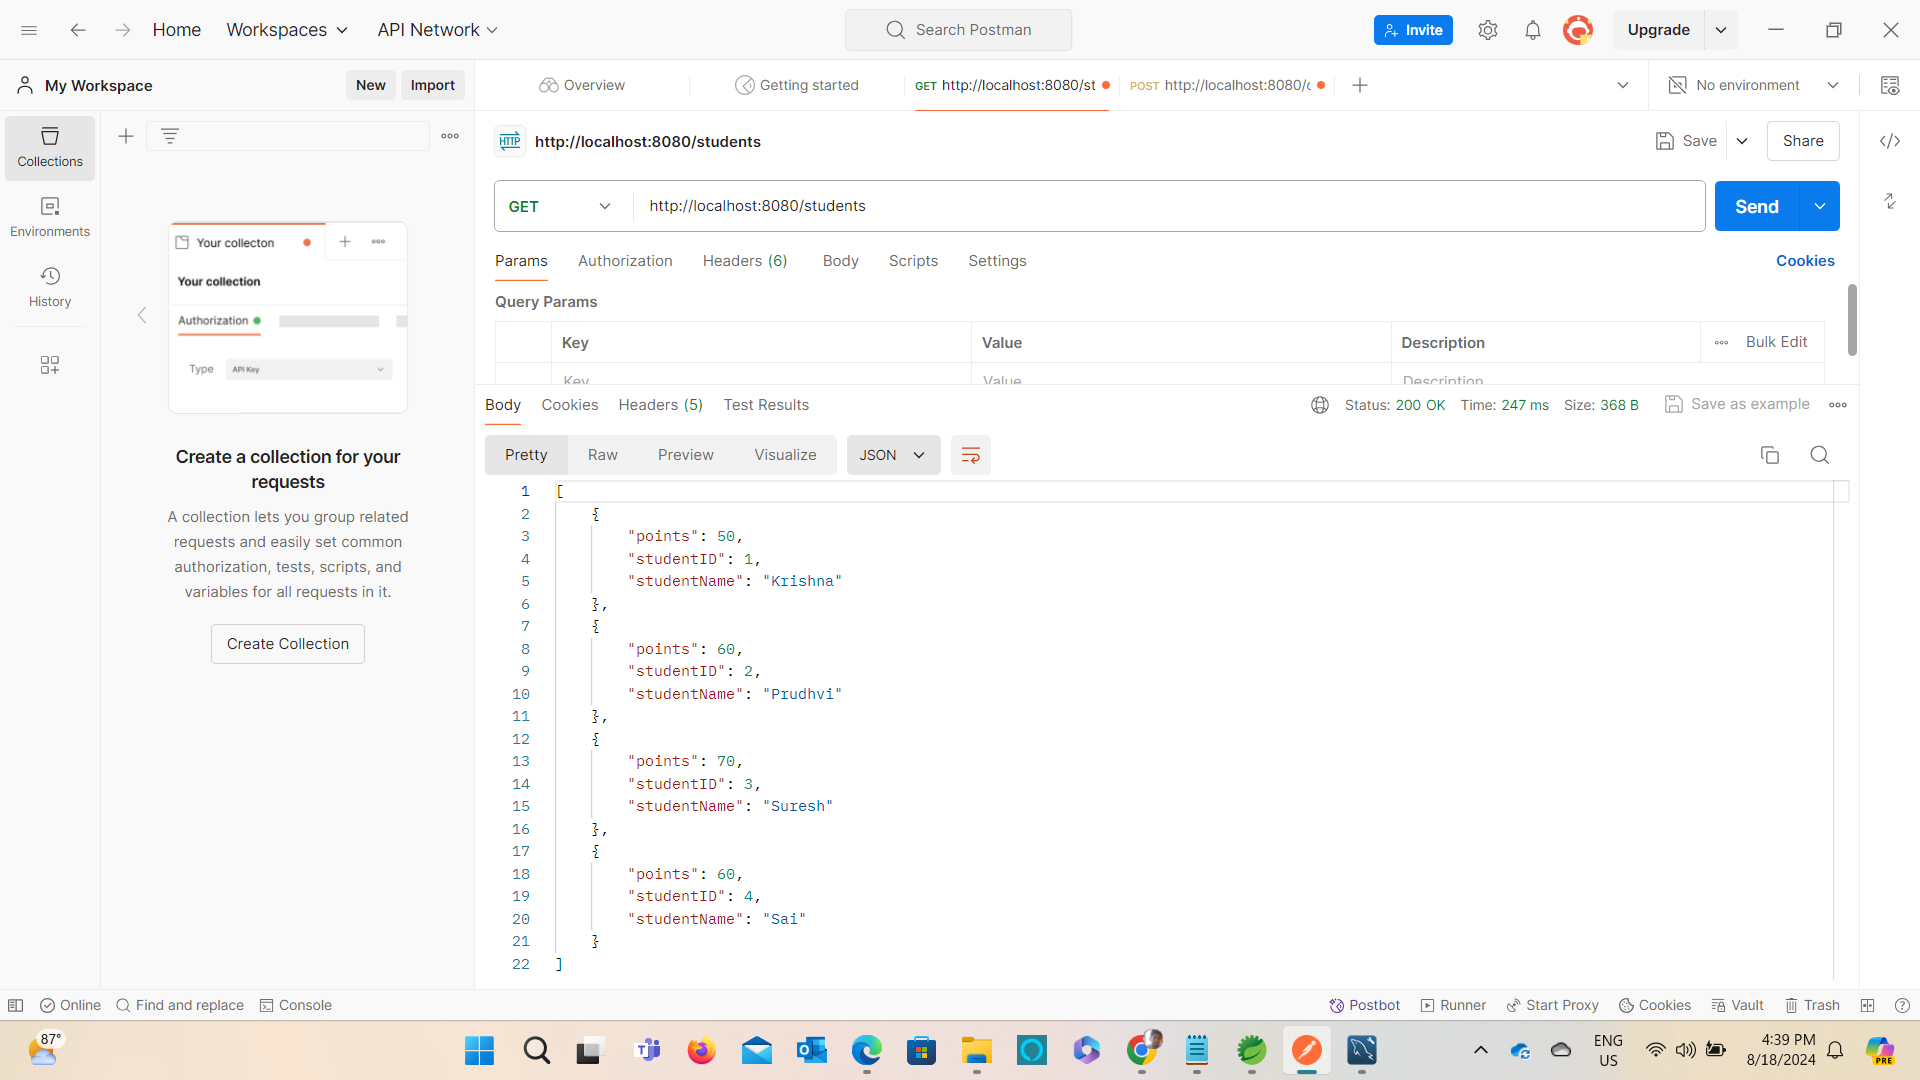 Home Workspaces API Network Search Postman Invite Upgrade
My Workspace New Import Overview Getting started GET http://localhost:8080/st POST http://localhost:8080/c No environment
HTTP http://localhost:8080/students Save Share
Collections
Environments
History
Your collecton
Your collection
Authorization
Type API Key
Create a collection for your
requests
A collection lets you group related
requests and easily set common
authorization, tests, scripts, and
variables for all requests in it.
Create Collection
GET http://localhost:8080/students Send
Params Authorization Headers (6) Body Scripts Settings Cookies
Query Params
Key Value Description Bulk Edit
Key Value Description
Body Cookies Headers (5) Test Results Status: 200 OK Time: 247 ms Size: 368 B Save as example
Pretty Raw Preview Visualize JSON
1 [
2 {
3 "points": 50,
4 "studentID": 1,
5 "studentName": "Krishna"
6 },
7 {
8 "points": 60,
9 "studentID": 2,
10 "studentName": "Prudhvi"
11 },
12 {
13 "points": 70,
14 "studentID": 3,
15 "studentName": "Suresh"
16 },
17 {
18 "points": 60,
19 "studentID": 4,
20 "studentName": "Sai"
21 }
22 ]
Online Find and replace Console Postbot Runner Start Proxy Cookies Vault Trash
87°
ENG
US
4:39 PM
8/18/2024
PRE